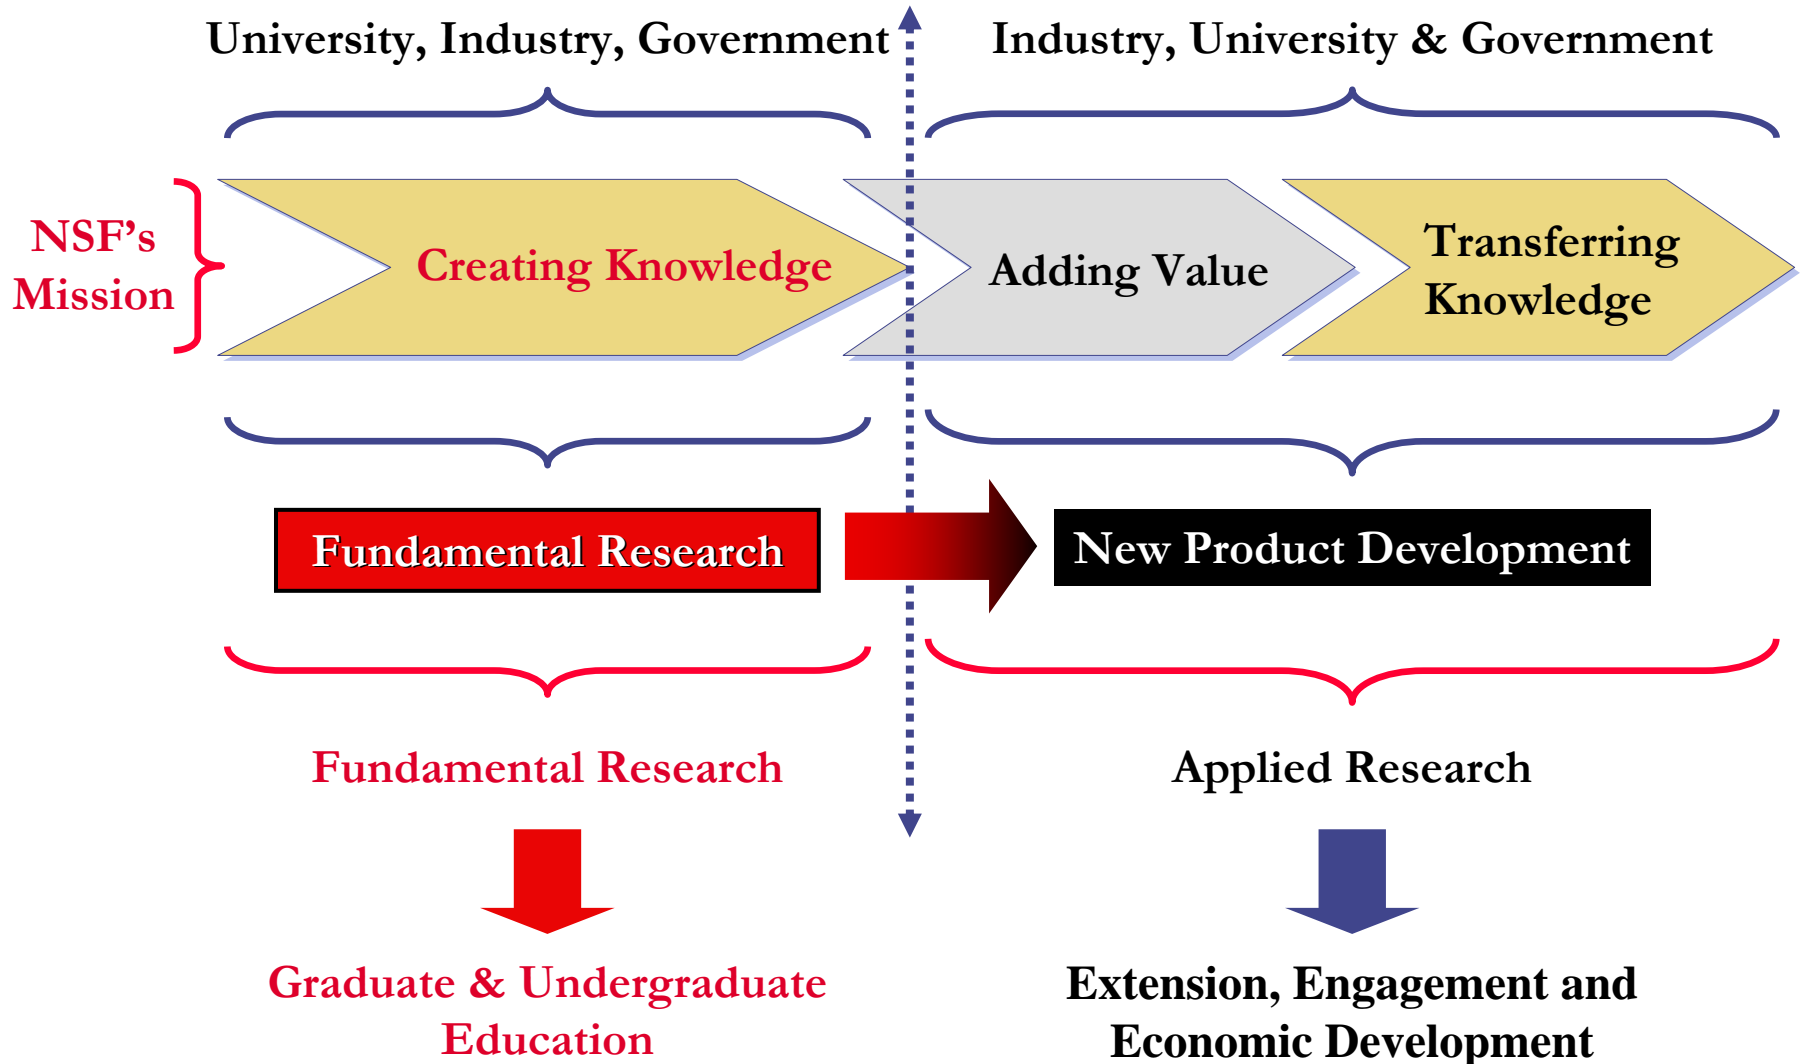 University, Industry, Government
Industry, University & Government
NSF’s
Mission
Creating Knowledge
Adding Value
Transferring
Knowledge
Fundamental Research
New Product Development
Fundamental Research
Applied Research
Graduate & Undergraduate
Education
Extension, Engagement and
Economic Development